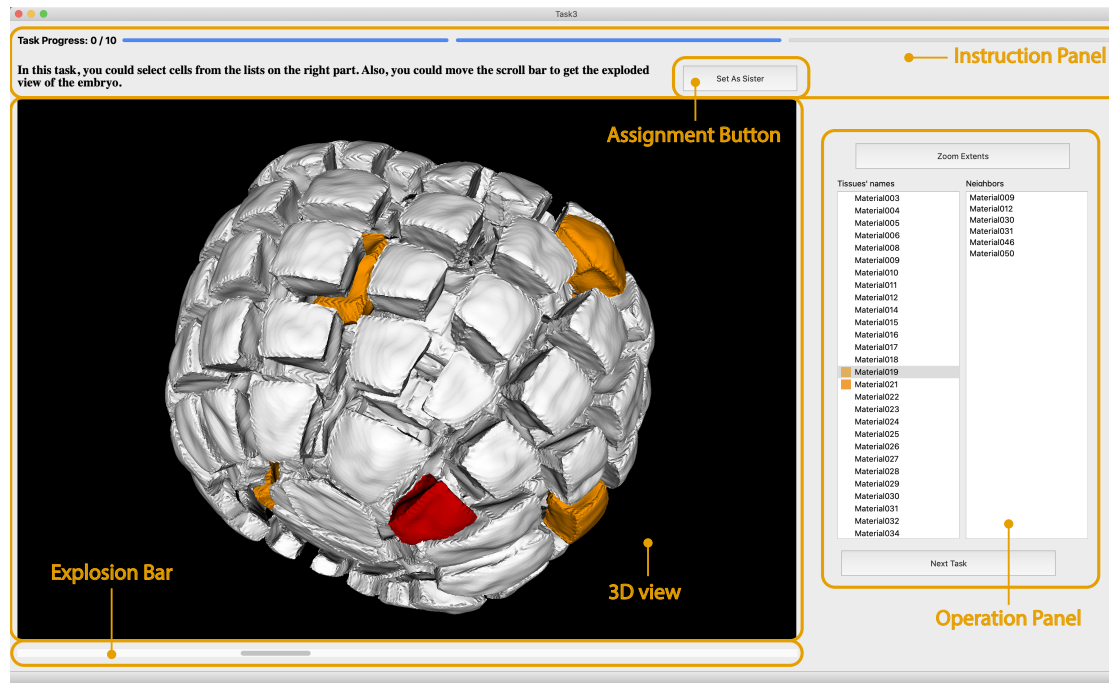 Task3
Task Progress: 0 / 10
Instruction Panel
In this task, you could select cells from the lists on the right part. Also, you could move the scroll bar to get the exploded
view of the embryo.
Set As Sister
Assignment Button
Zoom Extents
Tissues' names
Neighbors
Material003
Material004
Material005
Material006
Material008
Material009
Material010
Material011
Material012
Material014
Material015
Material016
Material017
Material018
Material019
Material021
Material022
Material023
Material024
Material025
Material026
Material027
Material028
Material029
Material030
Material031
Material032
Material034
Material009
Material012
Material030
Material031
Material046
Material050
Next Task
Explosion Bar
3D view
Operation Panel